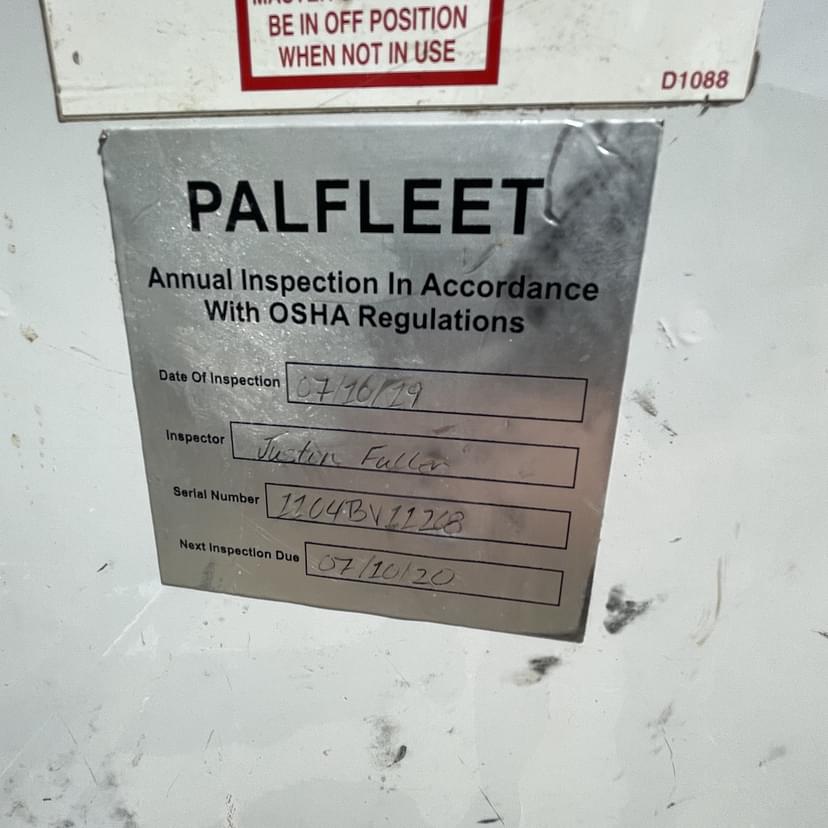 BE IN OFF POSITION
WHEN NOT IN USE
D1088
PALFLEET
Annual Inspection In Accordance
With OSHA Regulations
Date Of Inspection 07/10/19
Inspector Justin Fuller
Serial Number
Next Inspection Due 07/10/20